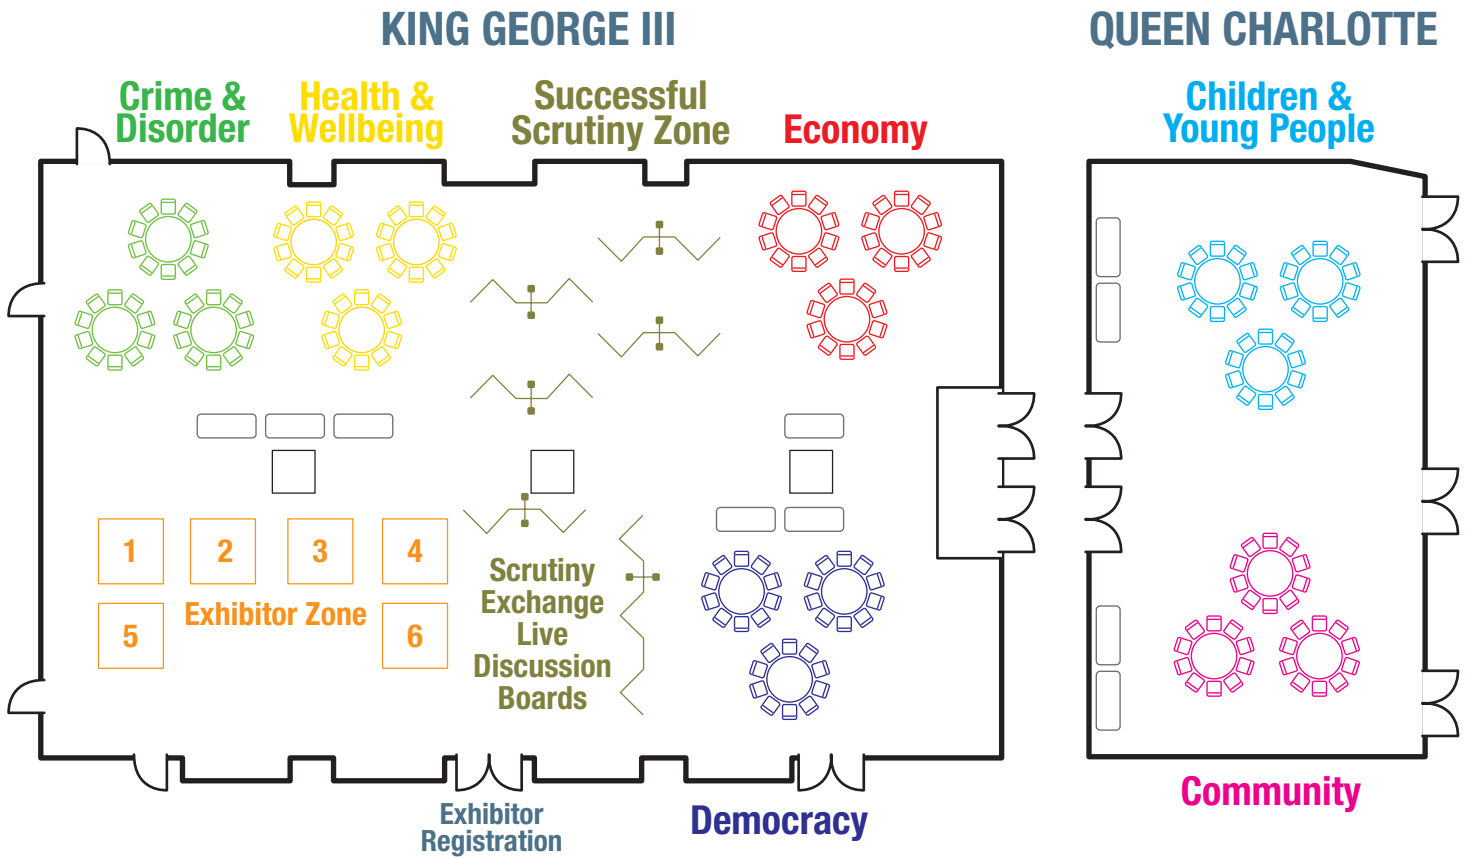 KING GEORGE III
QUEEN CHARLOTTE
Crime &
Disorder
Health &
Wellbeing
Successful
Scrutiny Zone
Economy
Children &
Young People
1
2
3
4
Exhibitor Zone
5
6
Scrutiny
Exchange
Live
Discussion
Boards
Exhibitor
Registration
Democracy
Community